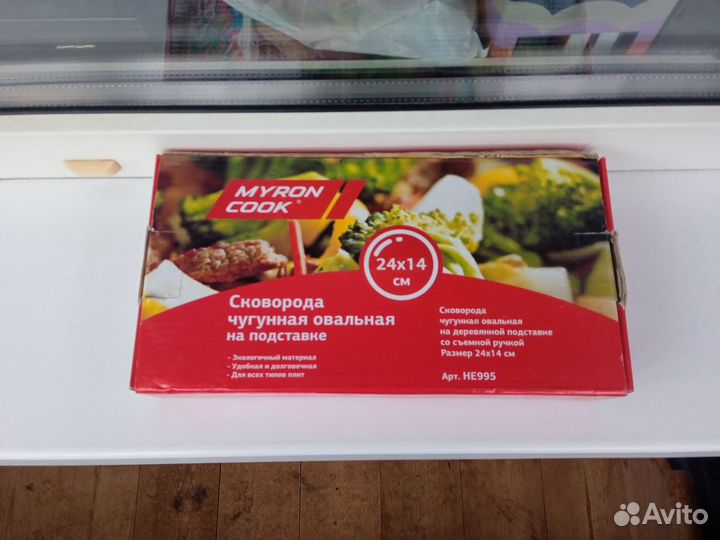 MYRON
COOK®
24x14
см
Сковорода
чугунная овальная
на подставке
- Экологичный материал
- Удобная и долговечная
- Для всех типов плит
Сковорода
чугунная овальная
на деревянной подставке
со съемной ручкой
Размер 24x14 см
Арт. HE995
Avito